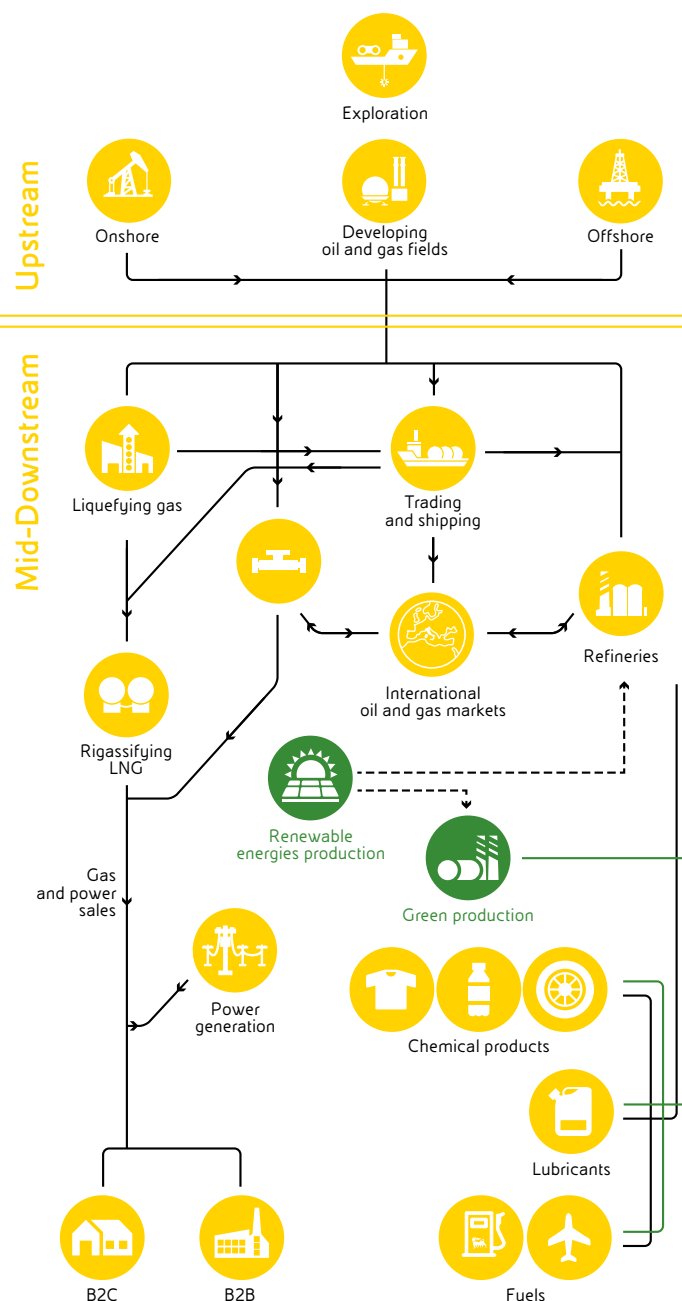 Exploration
Upstream
Onshore
Developing
oil and gas fields
Offshore
Mid-Downstream
Liquefying gas
Trading
and shipping
Refineries
International
oil and gas markets
Rigassifying
LNG
Renewable
energies production
Green production
Gas
and power
sales
Power
generation
Chemical products
Lubricants
B2C
B2B
Fuels